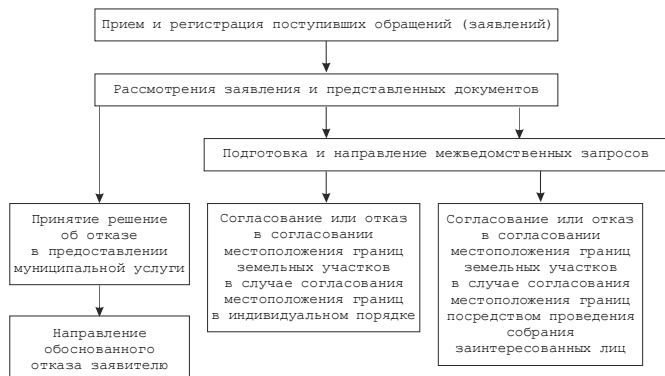 Прием и регистрация поступивших обращений (заявлений)
Рассмотрения заявления и представленных документов
Подготовка и направление межведомственных запросов
Принятие решение
об отказе
в предоставлении
муниципальной услуги
Согласование или отказ
в согласовании
местоположения границ
земельных участков
в случае согласования
местоположения границ
в индивидуальном порядке
Согласование или отказ
в согласовании
местоположения границ
земельных участков
в случае согласования
местоположения границ
посредством проведения
собрания
заинтересованных лиц
Направление
обоснованного
отказа заявителю